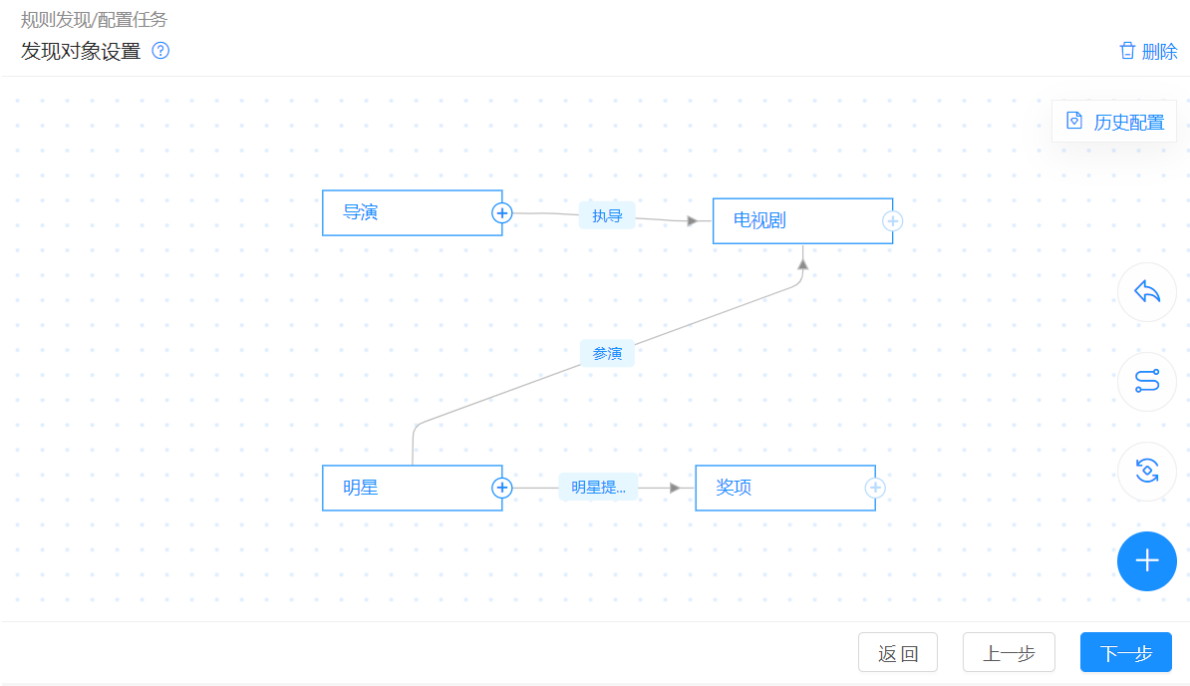 规则发现/配置任务
发现对象设置
删除
历史配置
导演
执导
电视剧
参演
明星
明星提...
奖项
返回
上一步
下一步